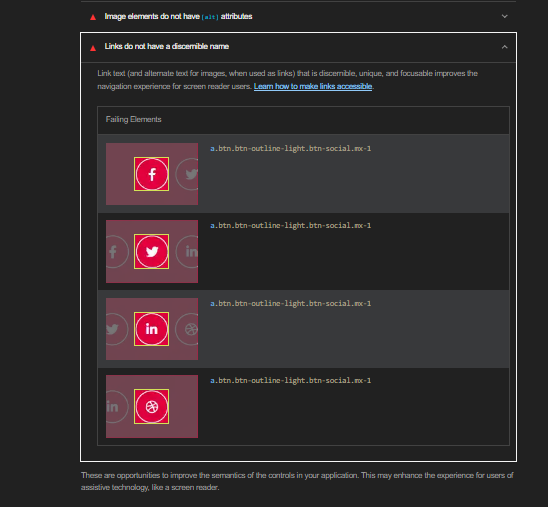 Image elements do not have [alt] attributes
Links do not have a discernible name
Link text (and alternate text for images, when used as links) that is discernible, unique, and focusable improves the
navigation experience for screen reader users. Learn how to make links accessible.
Failing Elements
a.btn.btn-outline-light.btn-social.mx-1
a.btn.btn-outline-light.btn-social.mx-1
a.btn.btn-outline-light.btn-social.mx-1
a.btn.btn-outline-light.btn-social.mx-1
These are opportunities to improve the semantics of the controls in your application. This may enhance the experience for users of
assistive technology, like a screen reader.